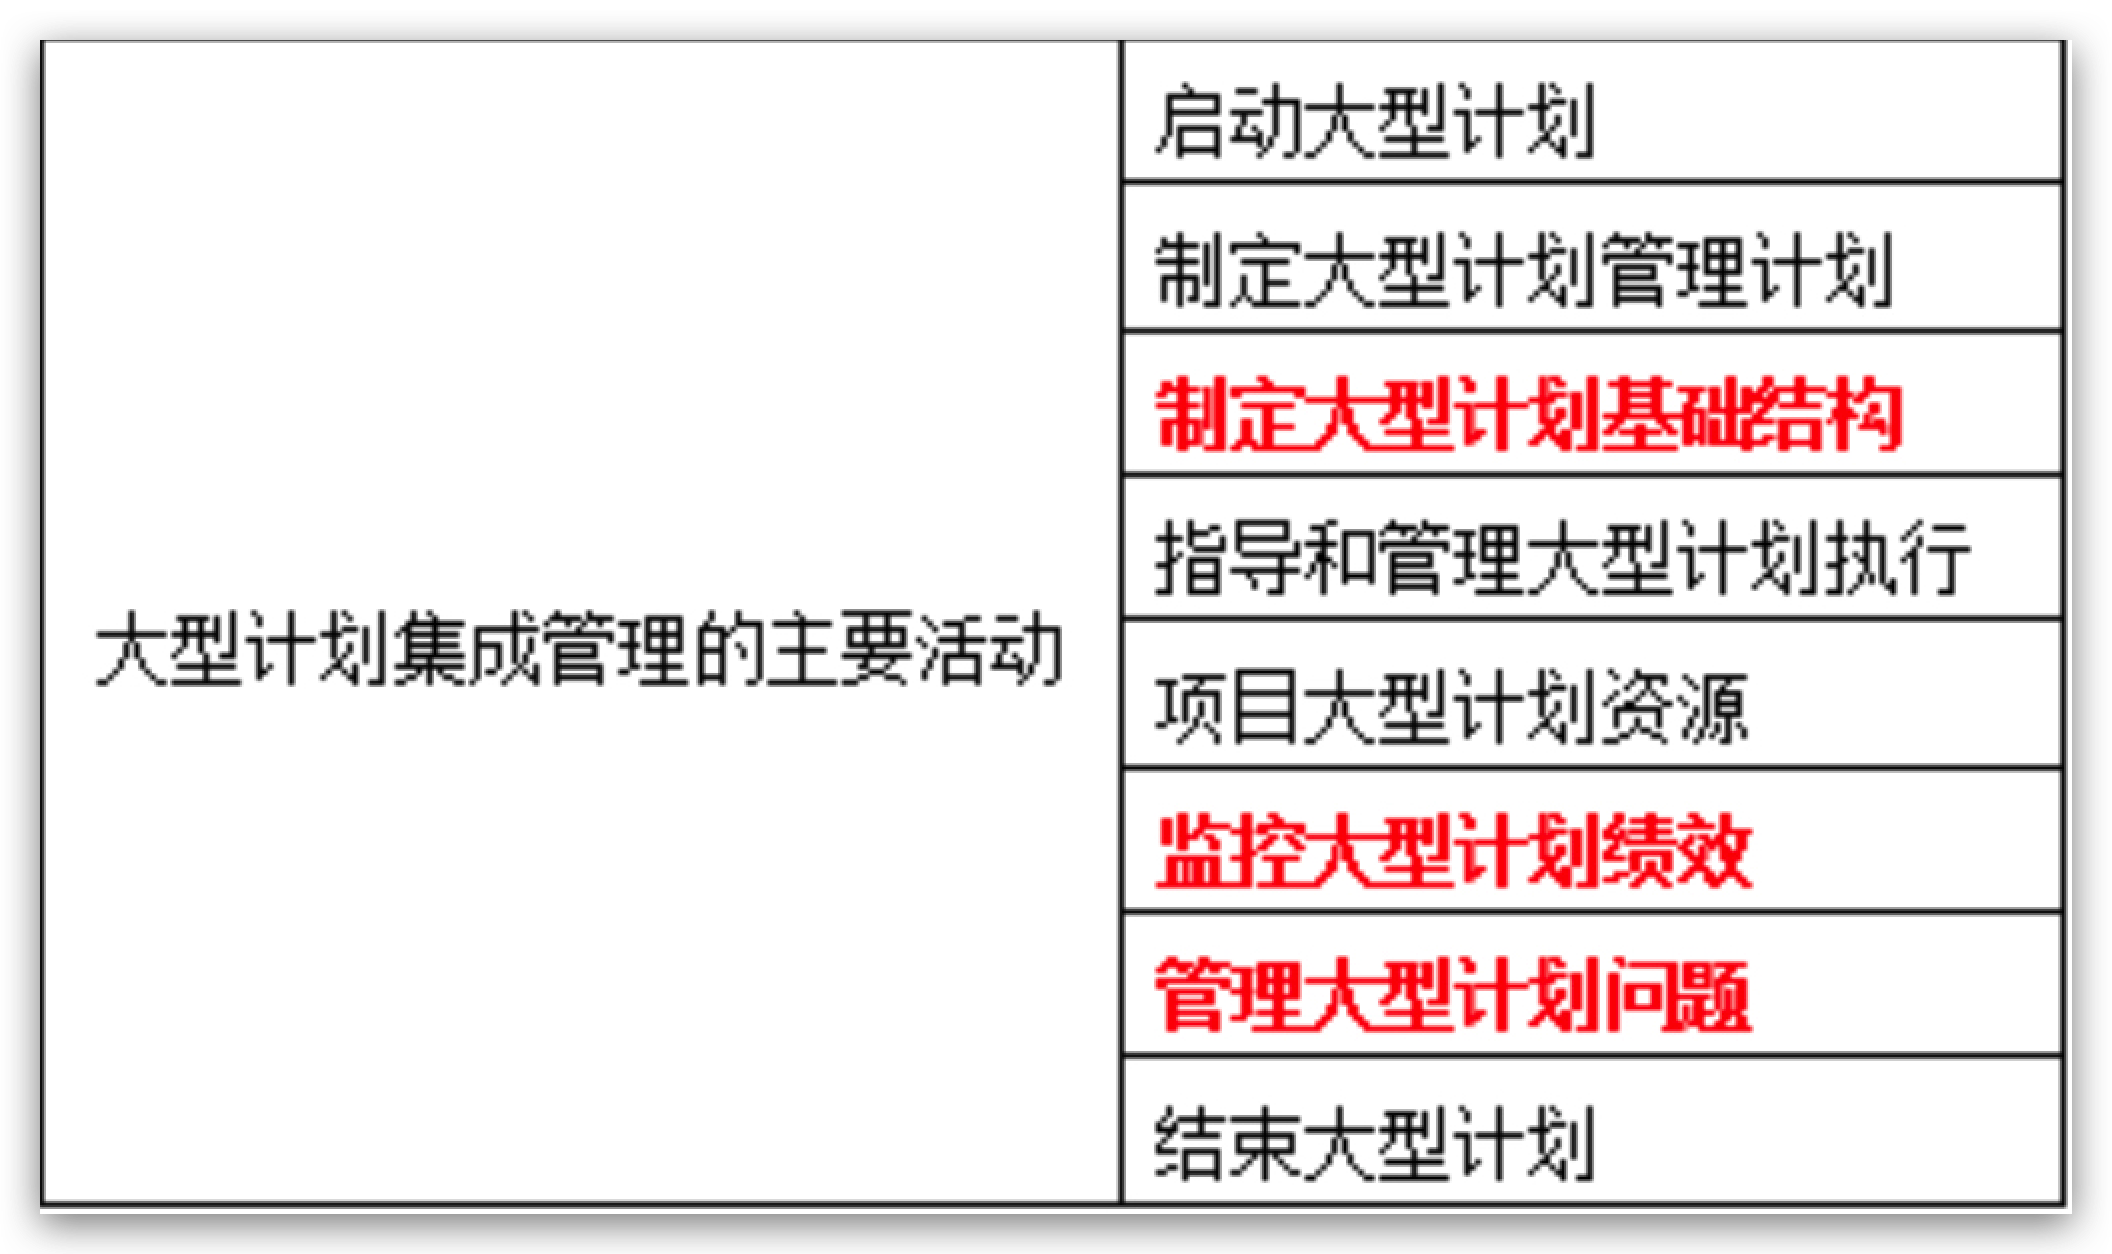 大型计划集成管理的主要活动
启动大型计划
制定大型计划管理计划
制定大型计划基础结构
指导和管理大型计划执行
项目大型计划资源
监控大型计划绩效
管理大型计划问题
结束大型计划